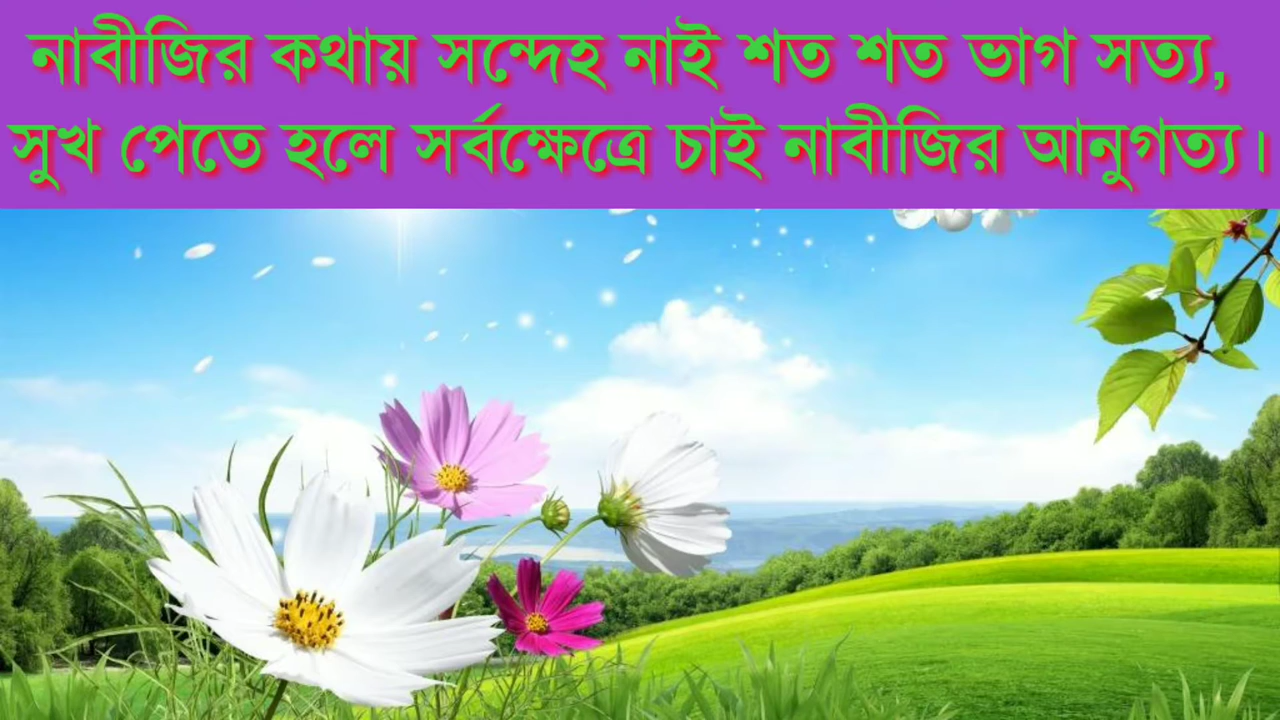 নাবীজির কথায় সন্দেহ নাই শত শত ভাগ সত্য,
সুখ পেতে হলে সর্বক্ষেত্রে চাই নাবীজির আনুগত্য।